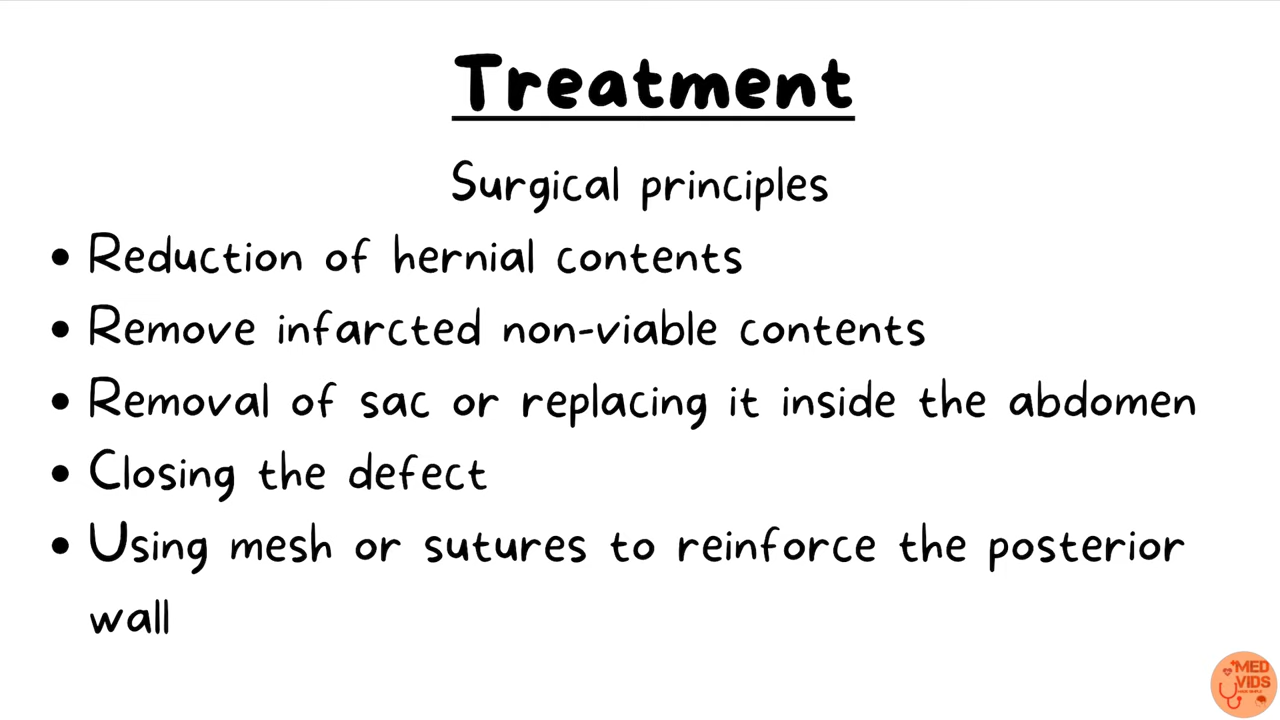 Treatment
Surgical principles
• Reduction of hernial contents
• Remove infarcted non-viable contents
• Removal of sac or replacing it inside the abdomen
• Closing the defect
• Using mesh or sutures to reinforce the posterior
wall
MED
VIDS